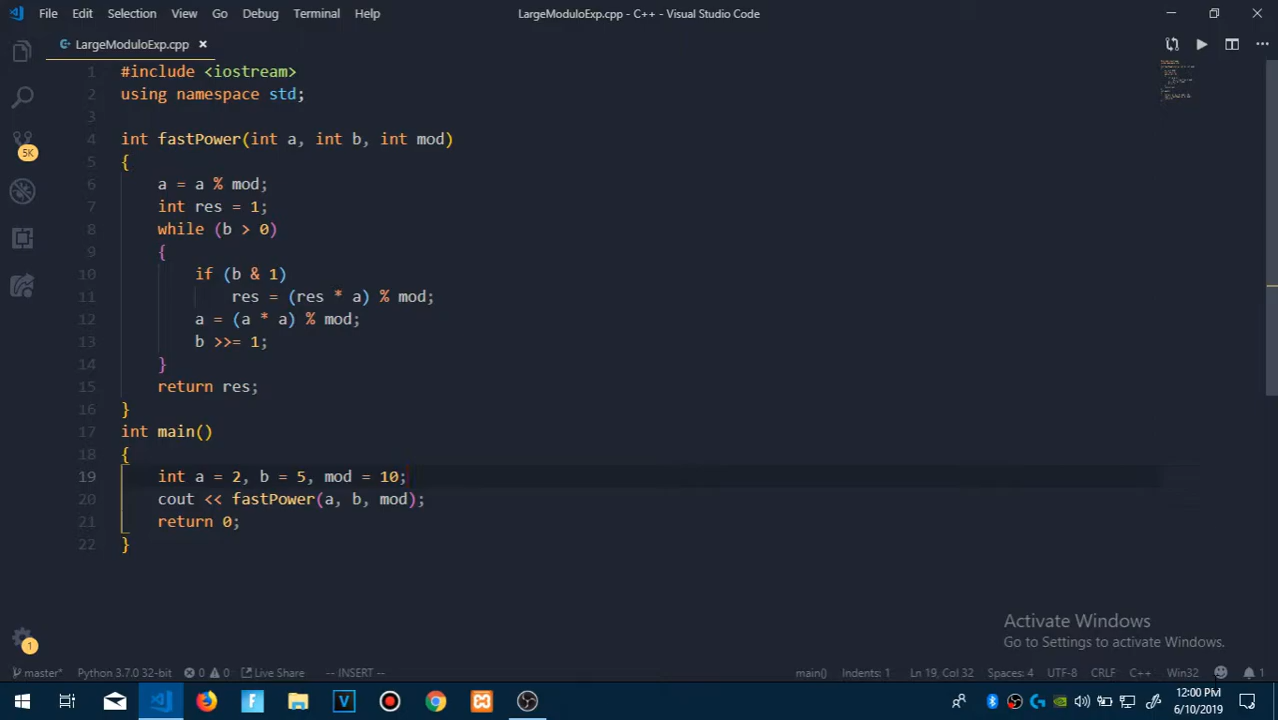 File Edit Selection View Go Debug Terminal Help LargeModuloExp.cpp - C++ - Visual Studio Code
LargeModuloExp.cpp ×
1 #include <iostream>
2 using namespace std;
3
4 int fastPower(int a, int b, int mod)
5 {
6 a = a % mod;
7 int res = 1;
8 while (b > 0)
9 {
10 if (b & 1)
11 res = (res * a) % mod;
12 a = (a * a) % mod;
13 b >>= 1;
14 }
15 return res;
16 }
17 int main()
18 {
19 int a = 2, b = 5, mod = 10;
20 cout << fastPower(a, b, mod);
21 return 0;
22 }
5K
1
Activate Windows
Go to Settings to activate Windows.
master* Python 3.7.0 32-bit 0 0 Live Share -- INSERT -- main() Indents: 1 Ln 19, Col 32 Spaces: 4 UTF-8 CRLF C++ Win32 1
12:00 PM
6/10/2019